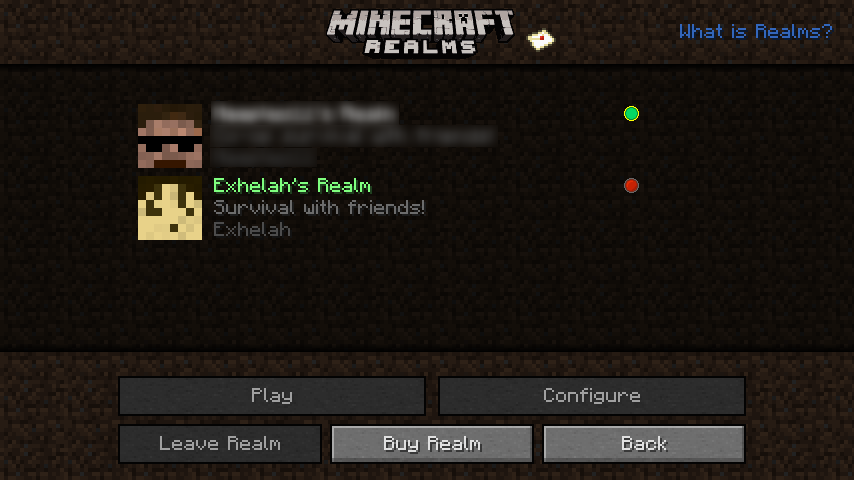 MINECRAFT
REALMS
What is Realms?
Exhelah's Realm
Survival with friends!
Exhelah
Play
Configure
Leave Realm
Buy Realm
Back